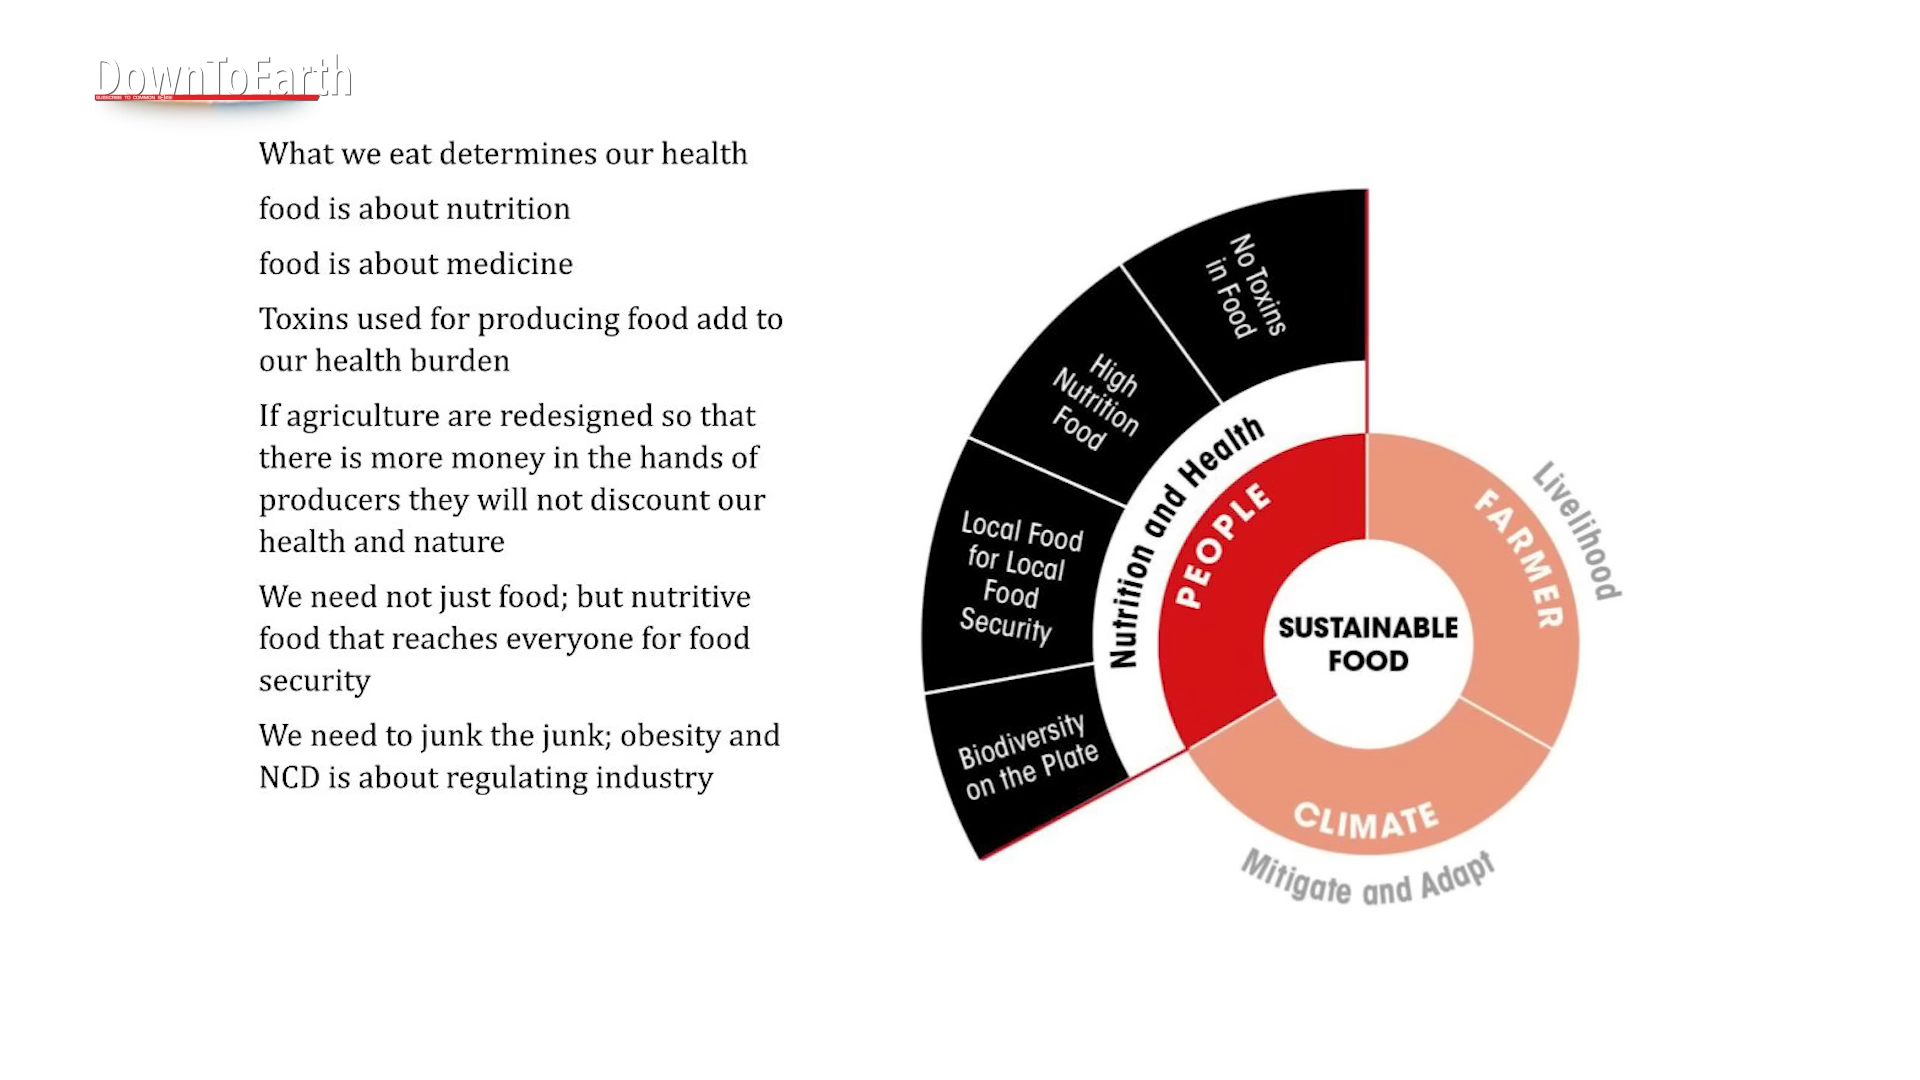 DownToEarth
SUBSCRIBE TO COMMON SENSE
What we eat determines our health
food is about nutrition
food is about medicine
Toxins used for producing food add to
our health burden
If agriculture are redesigned so that
there is more money in the hands of
producers they will not discount our
health and nature
We need not just food; but nutritive
food that reaches everyone for food
security
We need to junk the junk; obesity and
NCD is about regulating industry
No Toxins
in Food
High
Nutrition
Food
Local Food
for Local
Food
Security
Biodiversity
on the Plate
Nutrition and Health
PEOPLE
FARMER
Livelihood
SUSTAINABLE
FOOD
CLIMATE
Mitigate and Adapt